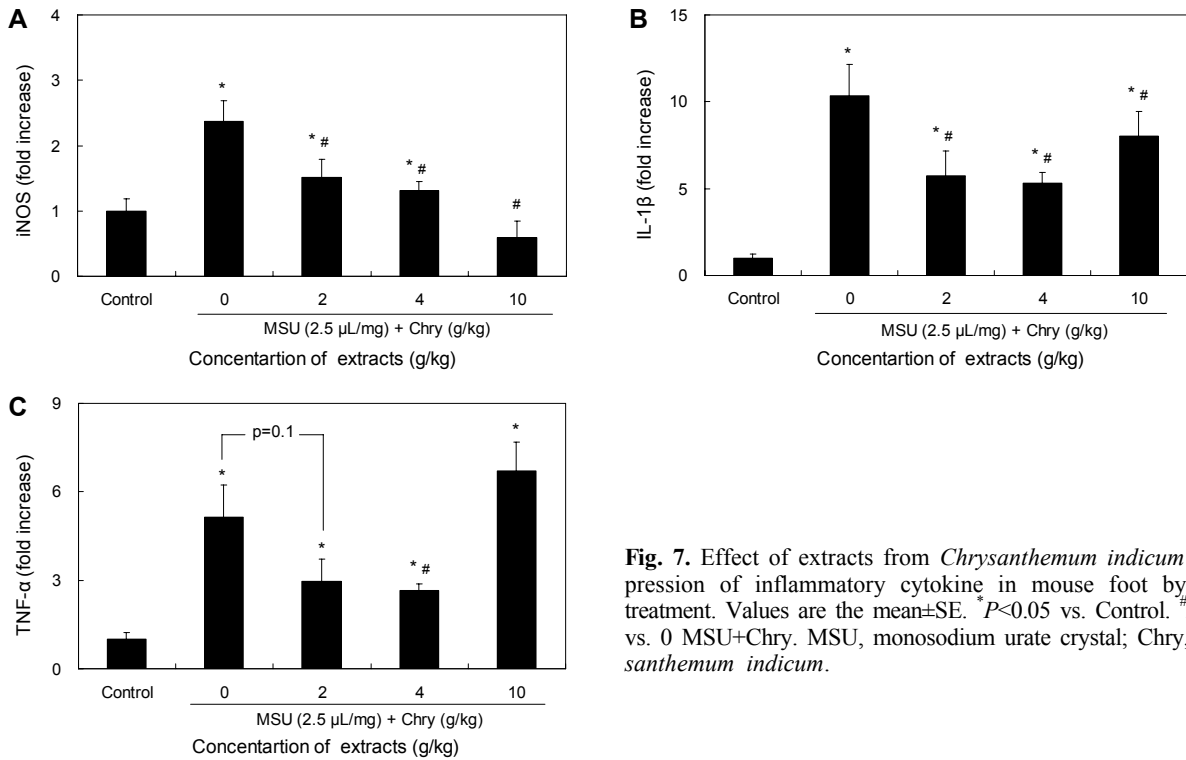 A
4
3
2
1
0
iNOS (fold increase)
*
* #
* #
#
Control 0 2 4 10
MSU (2.5 μL/mg) + Chry (g/kg)
Concentartion of extracts (g/kg)
B
15
10
5
0
IL-1β (fold increase)
*
* #
* #
* #
Control 0 2 4 10
MSU (2.5 μL/mg) + Chry (g/kg)
Concentartion of extracts (g/kg)
C
9
6
3
0
TNF-α (fold increase)
p=0.1
*
*
* #
*
Control 0 2 4 10
MSU (2.5 μL/mg) + Chry (g/kg)
Concentartion of extracts (g/kg)
Fig. 7. Effect of extracts from Chrysanthemum indicum
pression of inflammatory cytokine in mouse foot by
treatment. Values are the mean±SE. *P<0.05 vs. Control. #
vs. 0 MSU+Chry. MSU, monosodium urate crystal; Chry,
santhemum indicum.